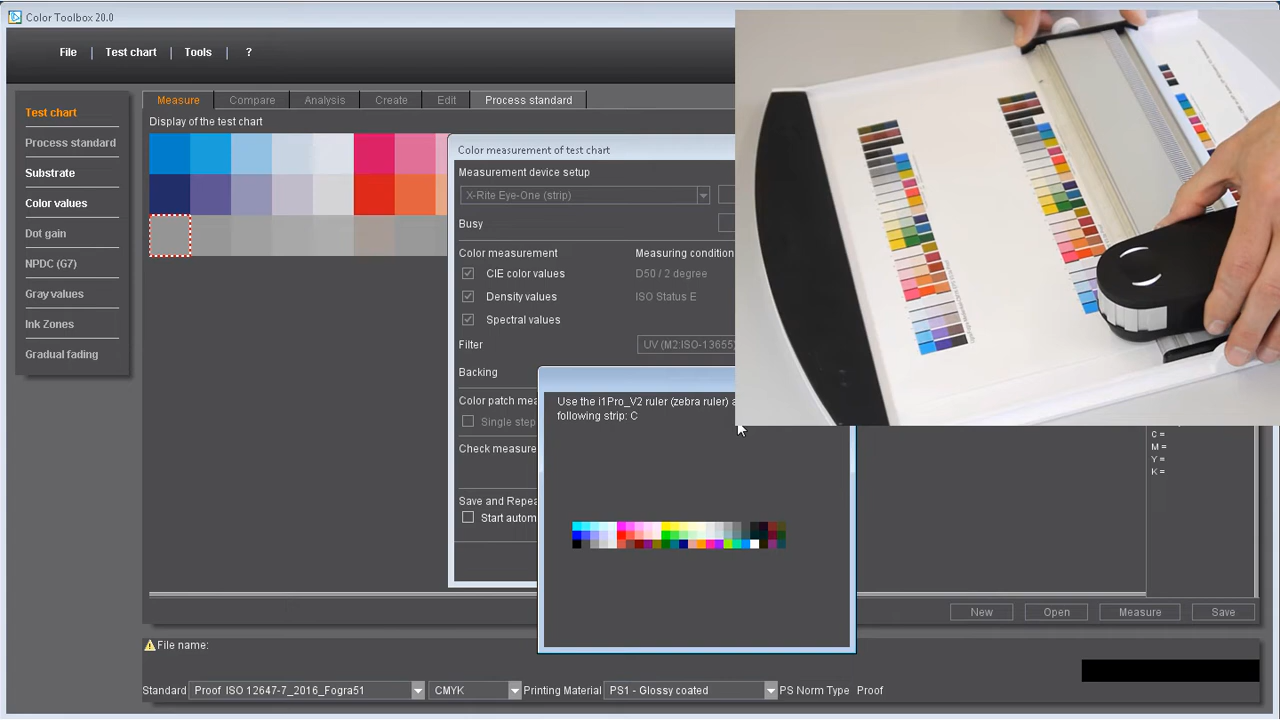 Color Toolbox 20.0
File | Test chart | Tools | ?
Test chart
Process standard
Substrate
Color values
Dot gain
NPDC (G7)
Gray values
Ink Zones
Gradual fading
Measure Compare Analysis Create Edit Process standard
Display of the test chart
Color measurement of test chart
Measurement device setup
X-Rite Eye-One (strip)
Busy
Color measurement Measuring condition
CIE color values D50 / 2 degree
Density values ISO Status E
Spectral values
Filter UV (M2:ISO-13655)
Backing
Color patch mea
Single step
Check measure
Save and Repea
Start autom
Use the i1Pro_V2 ruler (zebra ruler) a
following strip: C
C =
M =
Y =
K =
New Open Measure Save
File name:
Standard Proof ISO 12647-7_2016_Fogra51 CMYK Printing Material PS1 - Glossy coated PS Norm Type Proof